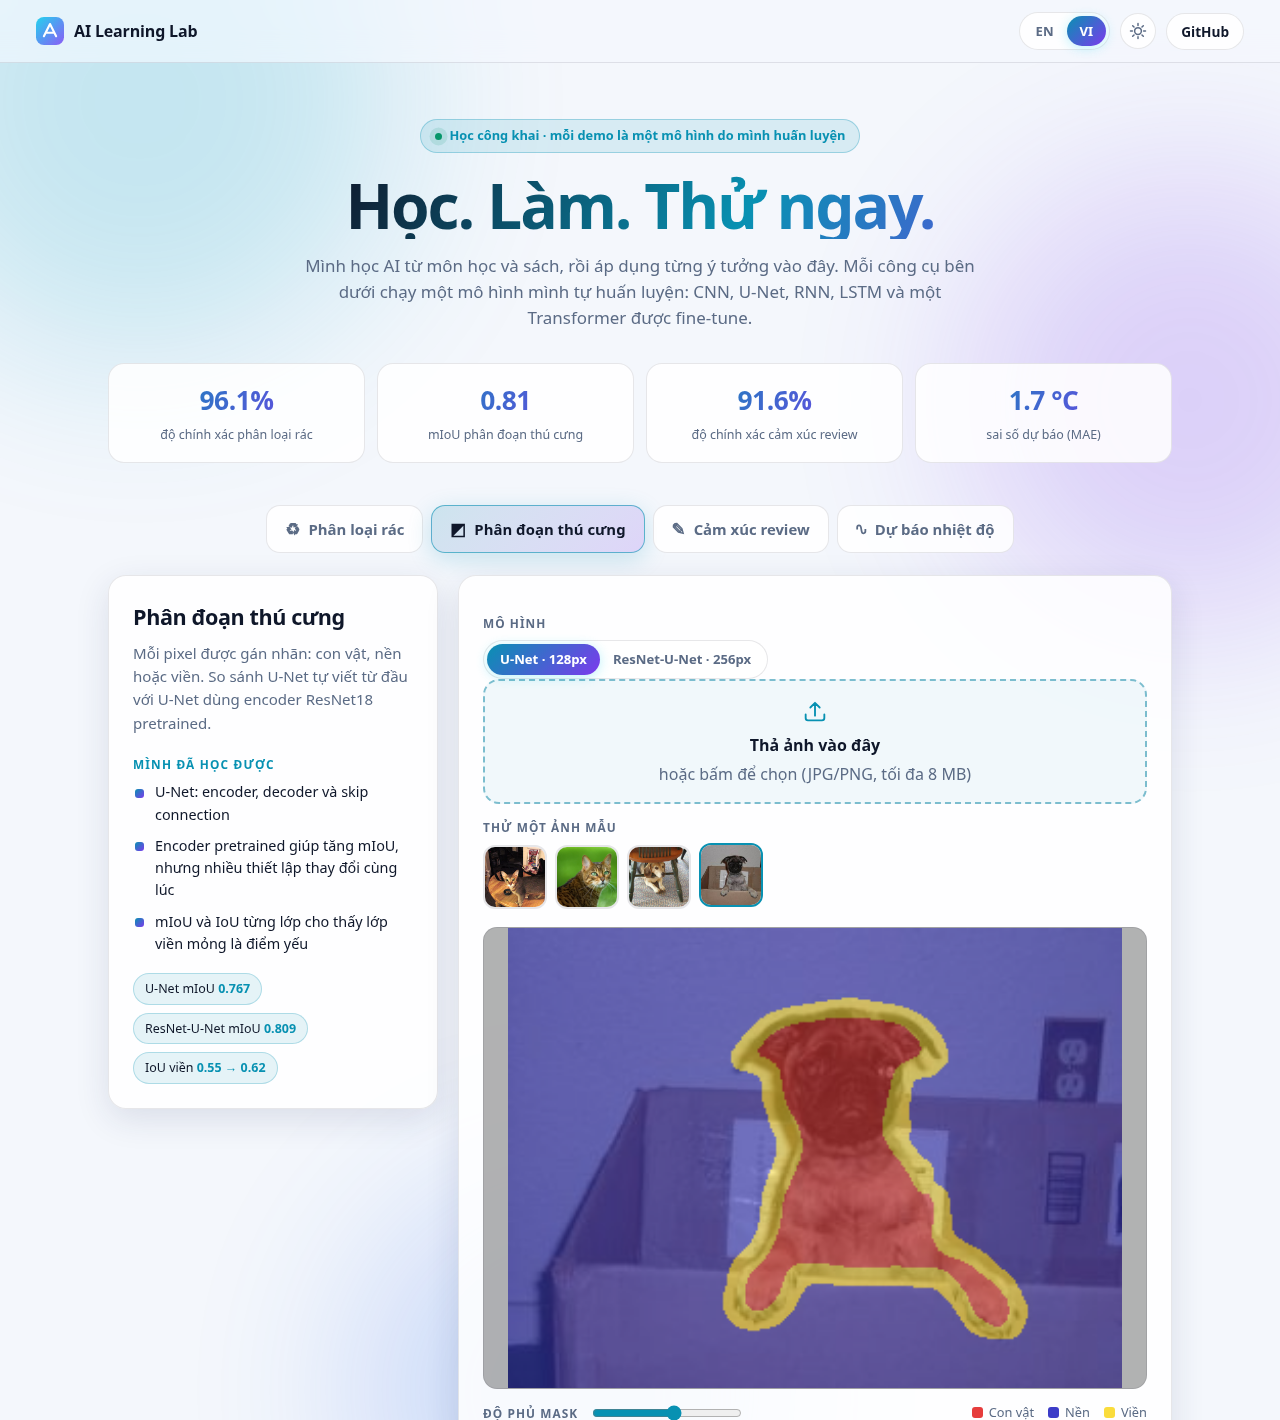 AI Learning Lab
EN
VI
GitHub
Học công khai · mỗi demo là một mô hình do mình huấn luyện
Học. Làm. Thử ngay.
Mình học AI từ môn học và sách, rồi áp dụng từng ý tưởng vào đây. Mỗi công cụ bên
dưới chạy một mô hình mình tự huấn luyện: CNN, U-Net, RNN, LSTM và một
Transformer được fine-tune.
96.1%
độ chính xác phân loại rác
0.81
mIoU phân đoạn thú cưng
91.6%
độ chính xác cảm xúc review
1.7 °C
sai số dự báo (MAE)
Phân loại rác
Phân đoạn thú cưng
Cảm xúc review
Dự báo nhiệt độ
Phân đoạn thú cưng
Mỗi pixel được gán nhãn: con vật, nền
hoặc viền. So sánh U-Net tự viết từ đầu
với U-Net dùng encoder ResNet18
pretrained.
MÌNH ĐÃ HỌC ĐƯỢC
U-Net: encoder, decoder và skip
connection
Encoder pretrained giúp tăng mIoU,
nhưng nhiều thiết lập thay đổi cùng
lúc
mIoU và IoU từng lớp cho thấy lớp
viền mỏng là điểm yếu
U-Net mIoU 0.767
ResNet-U-Net mIoU 0.809
IoU viền 0.55 → 0.62
MÔ HÌNH
U-Net · 128px
ResNet-U-Net · 256px
Thả ảnh vào đây
hoặc bấm để chọn (JPG/PNG, tối đa 8 MB)
THỬ MỘT ẢNH MẪU
ĐỘ PHỦ MASK
Con vật
Nền
Viền